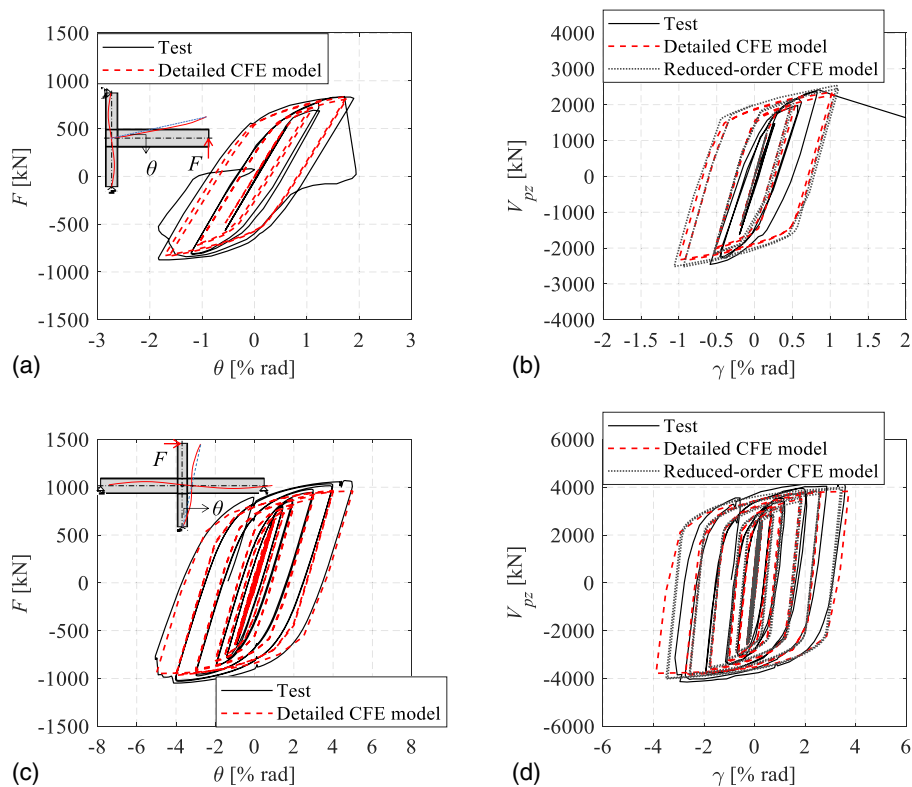 1500
1000
500
0
-500
-1000
-1500
F [kN]
Test
Detailed CFE model
θ
F
-3 -2 -1 0 1 2 3
θ [% rad]
(a)
4000
3000
2000
1000
0
-1000
-2000
-3000
-4000
V_pz [kN]
Test
Detailed CFE model
Reduced-order CFE model
-2 -1.5 -1 -0.5 0 0.5 1 1.5 2
γ [% rad]
(b)
1500
1000
500
0
-500
-1000
-1500
F [kN]
F
θ
Test
Detailed CFE model
-8 -6 -4 -2 0 2 4 6 8
θ [% rad]
(c)
6000
4000
2000
0
-2000
-4000
-6000
V_pz [kN]
Test
Detailed CFE model
Reduced-order CFE model
-6 -4 -2 0 2 4 6
γ [% rad]
(d)